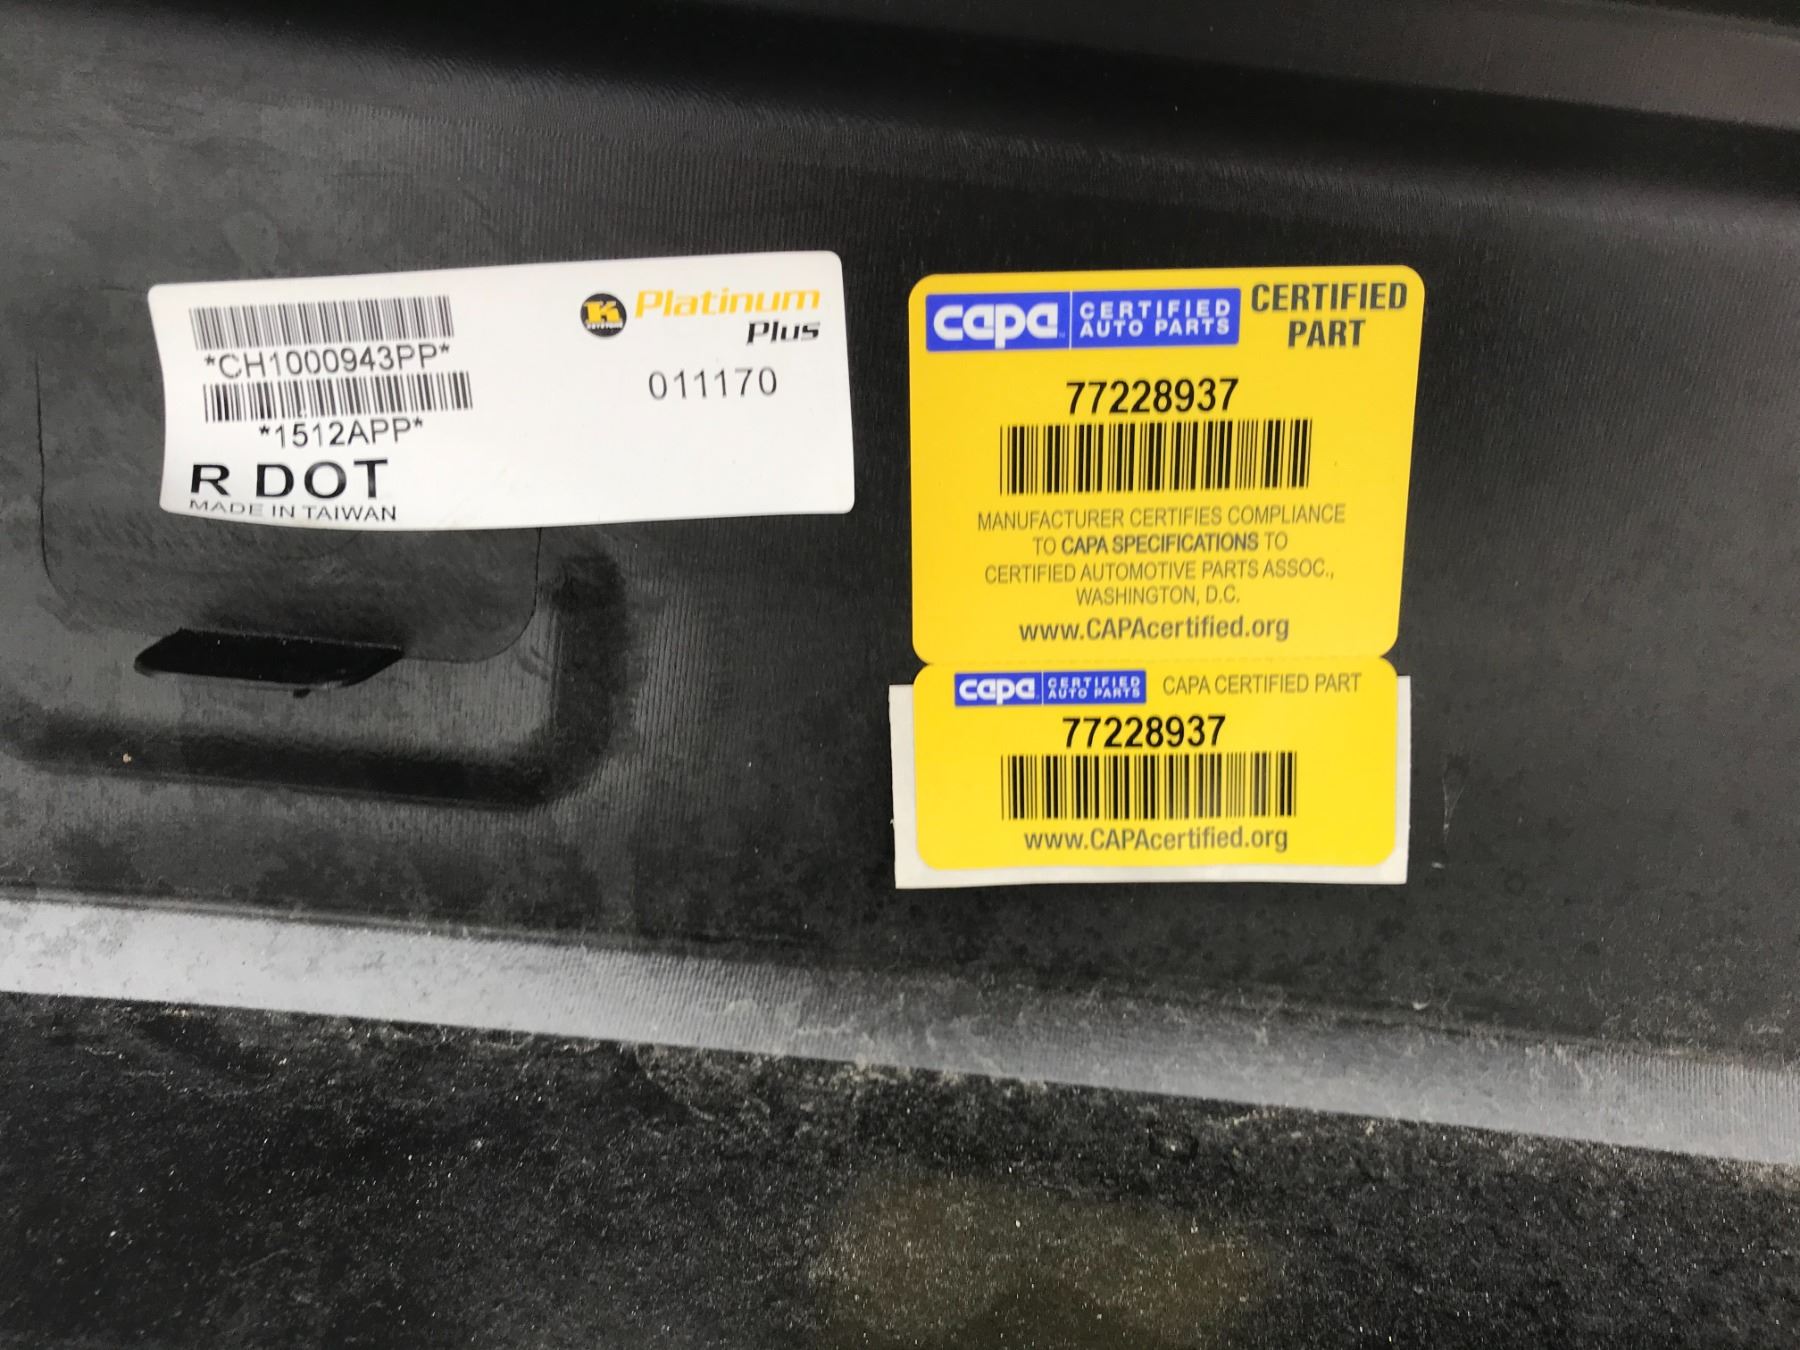 *CH1000943PP*
*1512APP*
R DOT
MADE IN TAIWAN
K
KEYSTONE
Platinum
Plus
011170
capa CERTIFIED
AUTO PARTS
CERTIFIED
PART
77228937
MANUFACTURER CERTIFIES COMPLIANCE
TO CAPA SPECIFICATIONS TO
CERTIFIED AUTOMOTIVE PARTS ASSOC.,
WASHINGTON, D.C.
www.CAPAcertified.org
capa CERTIFIED
AUTO PARTS
CAPA CERTIFIED PART
77228937
www.CAPAcertified.org